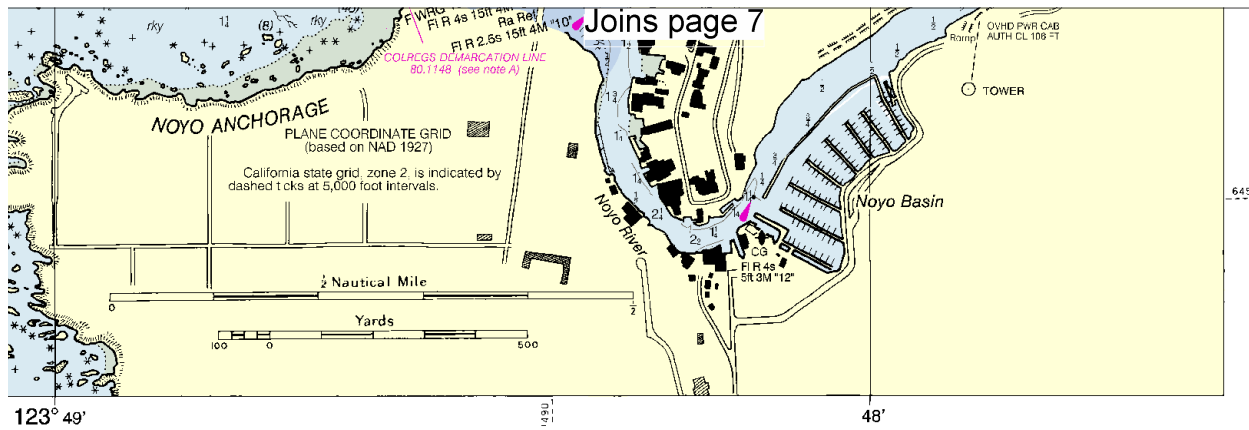 Joins page 7
rky
(8)
rky
F WRG
Fl R 4s 15ft 4M
Ra Ref
"10"
Fl R 2.5s 15ft 4M
COLREGS DEMARCATION LINE
80.1148 (see note A)
OVHD PWR CAB
AUTH CL 106 FT
Ramp
TOWER
NOYO ANCHORAGE
PLANE COORDINATE GRID
(based on NAD 1927)
California state grid, zone 2, is indicated by
dashed t cks at 5,000 foot intervals.
Noyo River
Noyo Basin
645
CG
Fl R 4s
5ft 3M "12"
½ Nautical Mile
0
½
Yards
100 0 500
123° 49'
1490
48'